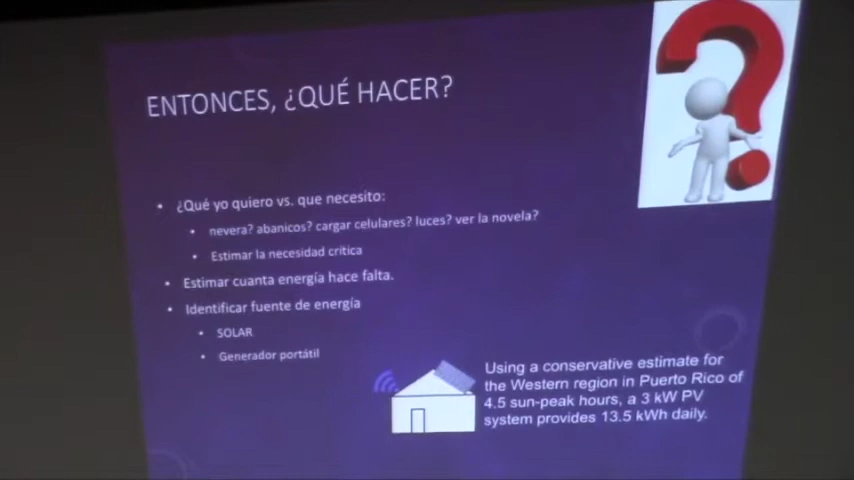 ENTONCES, ¿QUÉ HACER?
• ¿Qué yo quiero vs. que necesito:
• nevera? abanicos? cargar celulares? luces? ver la novela?
• Estimar la necesidad crítica
• Estimar cuanta energía hace falta.
• Identificar fuente de energía
• SOLAR
• Generador portátil
Using a conservative estimate for
the Western region in Puerto Rico of
4.5 sun-peak hours, a 3 kW PV
system provides 13.5 kWh daily.